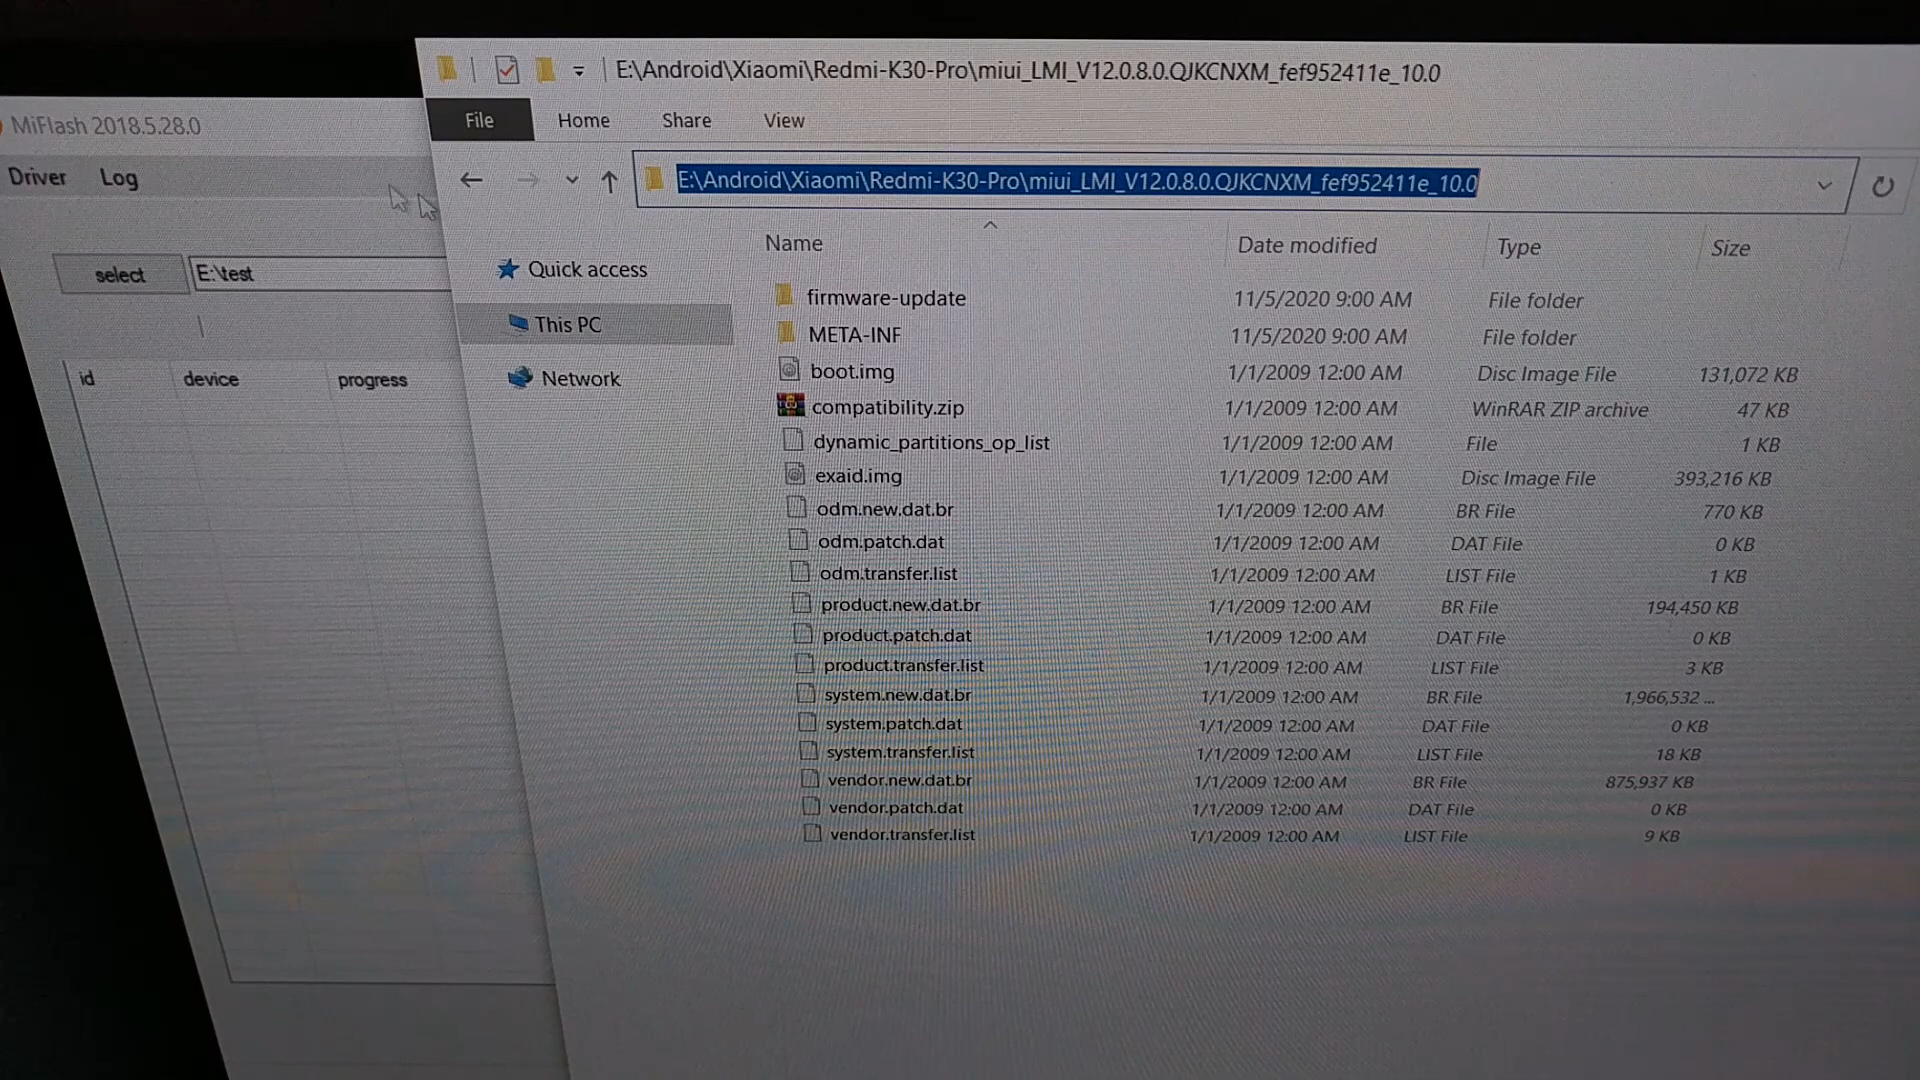 E:\Android\Xiaomi\Redmi-K30-Pro\miui_LMI_V12.0.8.0.QJKCNXM_fef952411e_10.0
MiFlash 2018.5.28.0
File Home Share View
Driver Log
E:\Android\Xiaomi\Redmi-K30-Pro\miui_LMI_V12.0.8.0.QJKCNXM_fef952411e_10.0
select E:\test
id device progress
Quick access
This PC
Network
Name Date modified Type Size
firmware-update 11/5/2020 9:00 AM File folder
META-INF 11/5/2020 9:00 AM File folder
boot.img 1/1/2009 12:00 AM Disc Image File 131,072 KB
compatibility.zip 1/1/2009 12:00 AM WinRAR ZIP archive 47 KB
dynamic_partitions_op_list 1/1/2009 12:00 AM File 1 KB
exaid.img 1/1/2009 12:00 AM Disc Image File 393,216 KB
odm.new.dat.br 1/1/2009 12:00 AM BR File 770 KB
odm.patch.dat 1/1/2009 12:00 AM DAT File 0 KB
odm.transfer.list 1/1/2009 12:00 AM LIST File 1 KB
product.new.dat.br 1/1/2009 12:00 AM BR File 194,450 KB
product.patch.dat 1/1/2009 12:00 AM DAT File 0 KB
product.transfer.list 1/1/2009 12:00 AM LIST File 3 KB
system.new.dat.br 1/1/2009 12:00 AM BR File 1,966,532 ...
system.patch.dat 1/1/2009 12:00 AM DAT File 0 KB
system.transfer.list 1/1/2009 12:00 AM LIST File 18 KB
vendor.new.dat.br 1/1/2009 12:00 AM BR File 875,937 KB
vendor.patch.dat 1/1/2009 12:00 AM DAT File 0 KB
vendor.transfer.list 1/1/2009 12:00 AM LIST File 9 KB